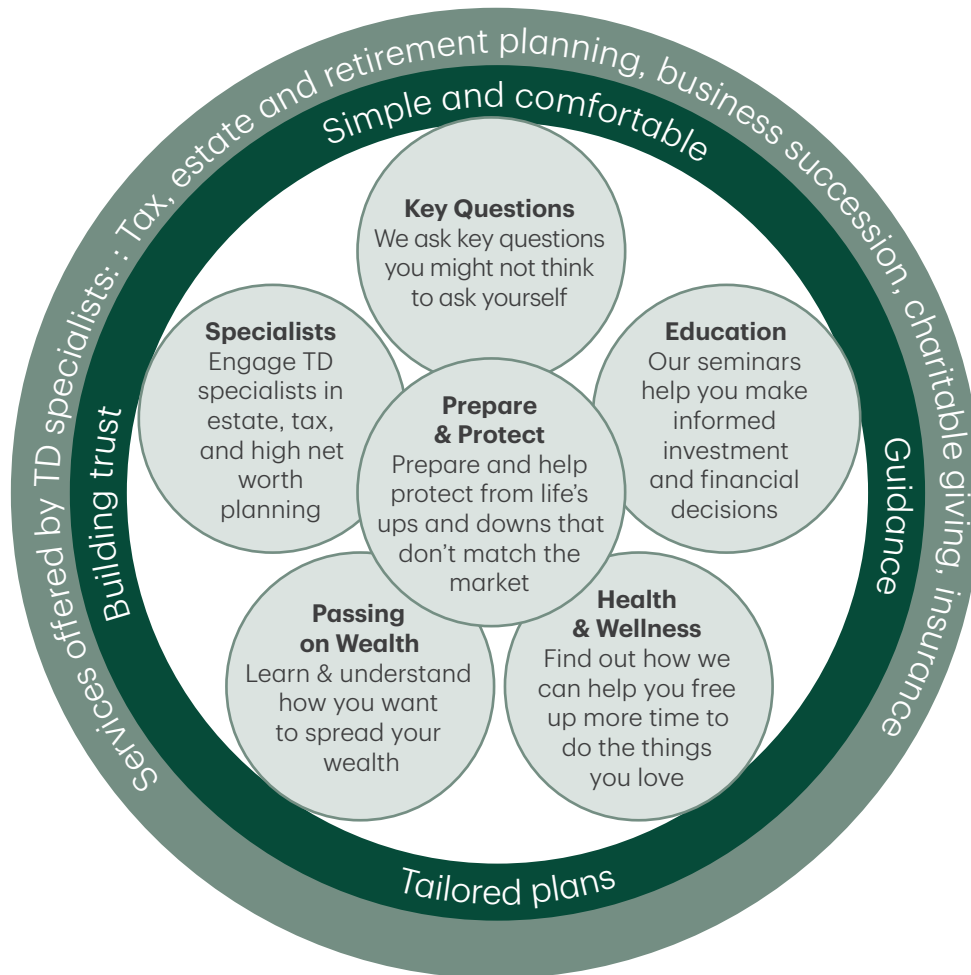 Services offered by TD specialists: : Tax, estate and retirement planning, business succession, charitable giving, insurance
Simple and comfortable
Building trust
Guidance
Tailored plans
Key Questions
We ask key questions
you might not think
to ask yourself
Specialists
Engage TD
specialists in
estate, tax,
and high net
worth
planning
Education
Our seminars
help you make
informed
investment
and financial
decisions
Prepare
& Protect
Prepare and help
protect from life’s
ups and downs that
don’t match the
market
Passing
on Wealth
Learn & understand
how you want
to spread your
wealth
Health
& Wellness
Find out how we
can help you free
up more time to
do the things
you love